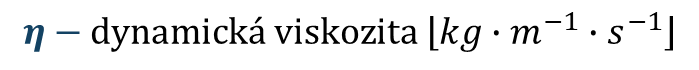 η – dynamická viskozita ⌊kg · m⁻¹ · s⁻¹⌋